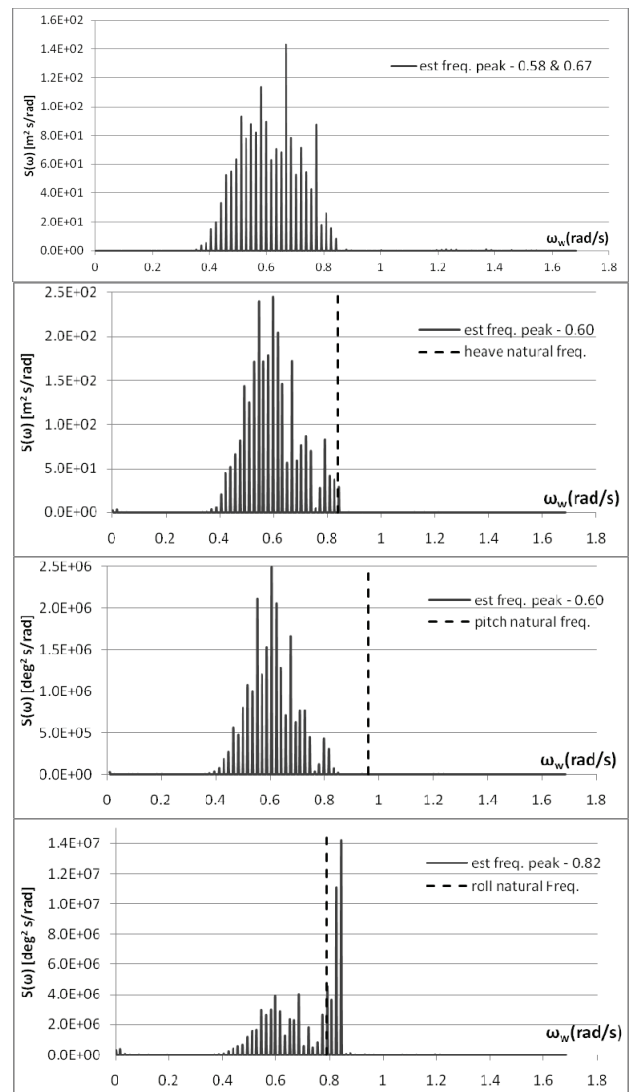 1.6E+02
1.4E+02
1.2E+02
1.0E+02
8.0E+01
6.0E+01
4.0E+01
2.0E+01
0.0E+00
S(ω) [m² s/rad]
est freq. peak - 0.58 & 0.67
ω_w(rad/s)
0 0.2 0.4 0.6 0.8 1 1.2 1.4 1.6 1.8
2.5E+02
2.0E+02
1.5E+02
1.0E+02
5.0E+01
0.0E+00
S(ω) [m² s/rad]
est freq. peak - 0.60
heave natural freq.
ω_w(rad/s)
0 0.2 0.4 0.6 0.8 1 1.2 1.4 1.6 1.8
2.5E+06
2.0E+06
1.5E+06
1.0E+06
5.0E+05
0.0E+00
S(ω) [deg² s/rad]
est freq. peak - 0.60
pitch natural freq.
ω_w(rad/s)
0 0.2 0.4 0.6 0.8 1 1.2 1.4 1.6 1.8
1.4E+07
1.2E+07
1.0E+07
8.0E+06
6.0E+06
4.0E+06
2.0E+06
0.0E+00
S(ω) [deg² s/rad]
est freq. peak - 0.82
roll natural Freq.
ω_w(rad/s)
0 0.2 0.4 0.6 0.8 1 1.2 1.4 1.6 1.8